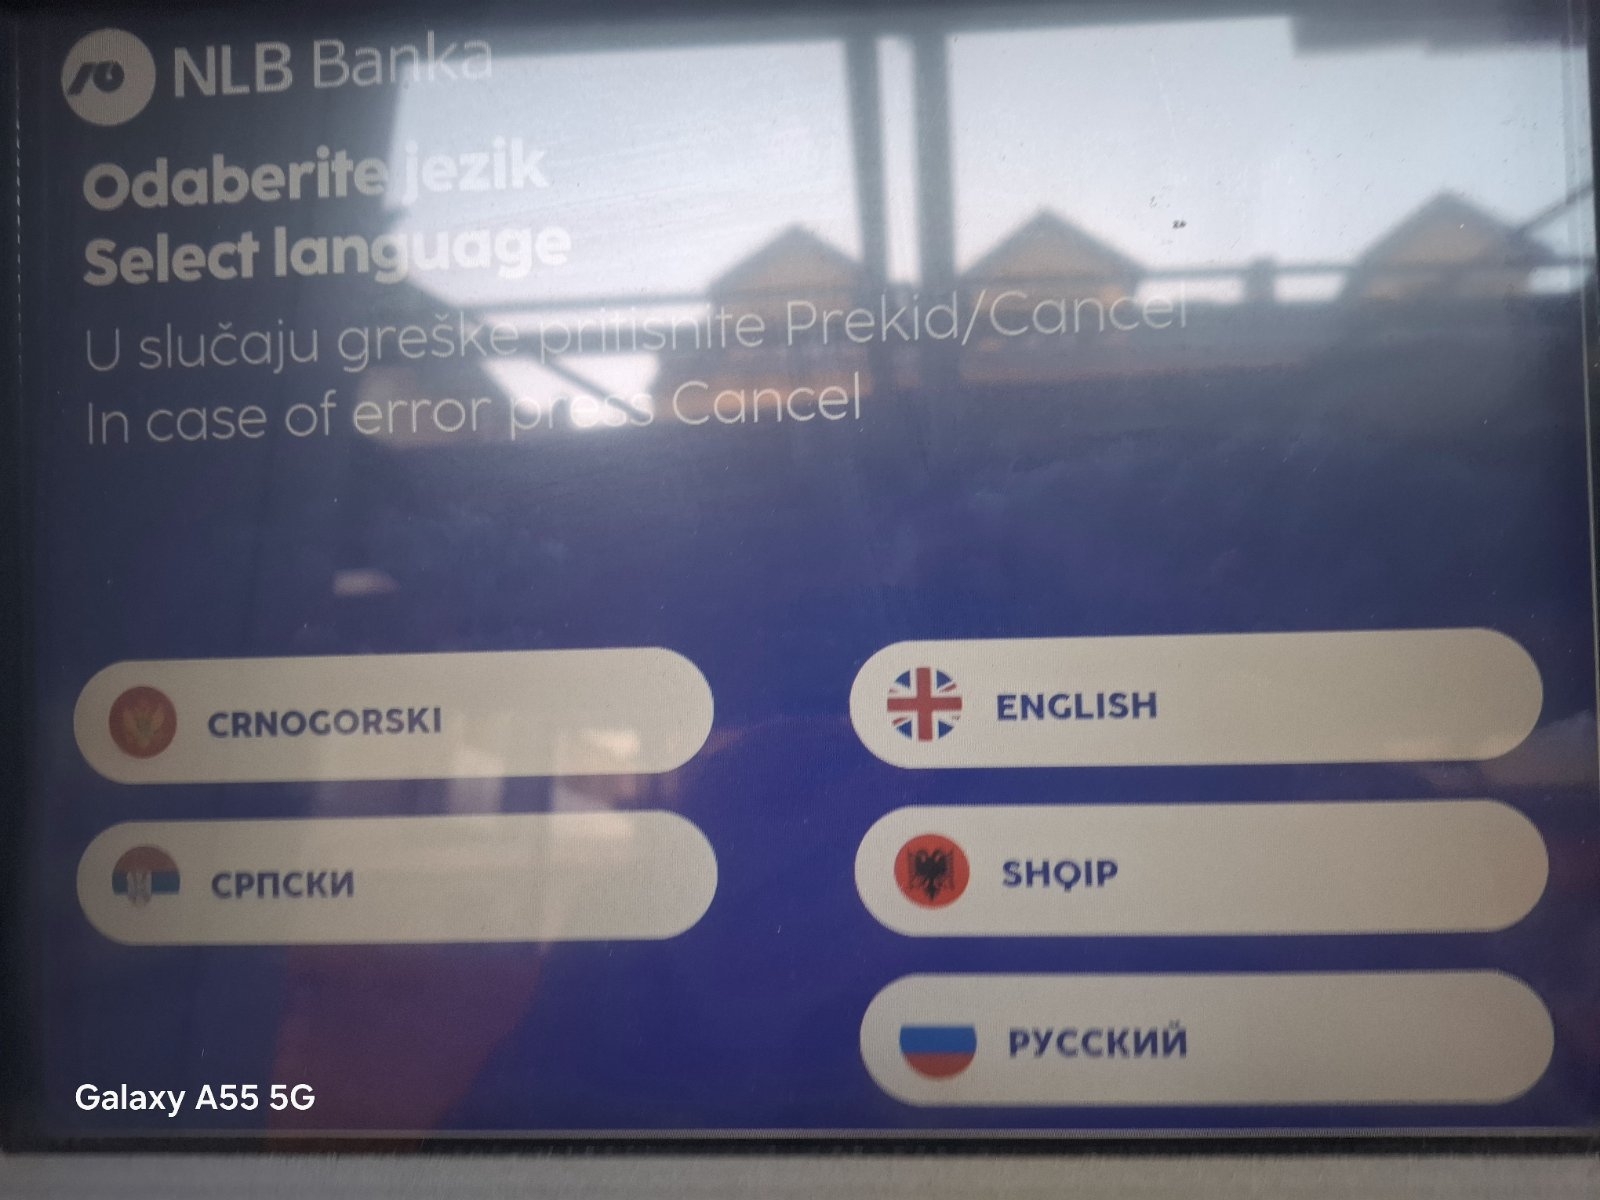 NLB Banka
Odaberite jezik
Select language
U slučaju greške pritisnite Prekid/Cancel
In case of error press Cancel
CRNOGORSKI
ENGLISH
СРПСКИ
SHQIP
РУССКИЙ
Galaxy A55 5G